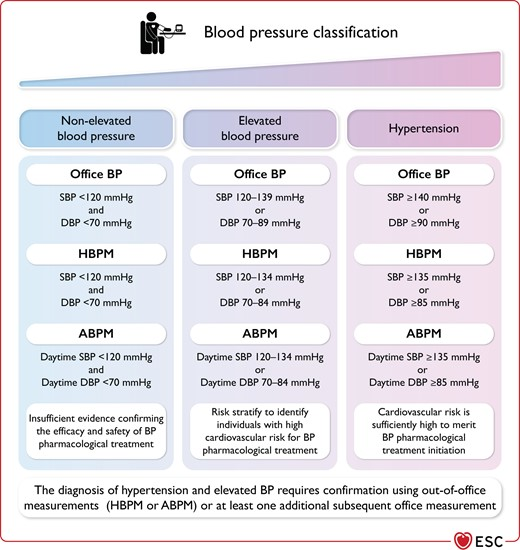 Blood pressure classification
Non-elevated
blood pressure
Elevated
blood pressure
Hypertension
Office BP
SBP <120 mmHg
and
DBP <70 mmHg
HBPM
SBP <120 mmHg
and
DBP <70 mmHg
ABPM
Daytime SBP <120 mmHg
and
Daytime DBP <70 mmHg
Insufficient evidence confirming
the efficacy and safety of BP
pharmacological treatment
Office BP
SBP 120–139 mmHg
or
DBP 70–89 mmHg
HBPM
SBP 120–134 mmHg
or
DBP 70–84 mmHg
ABPM
Daytime SBP 120–134 mmHg
or
Daytime DBP 70–84 mmHg
Risk stratify to identify
individuals with high
cardiovascular risk for BP
pharmacological treatment
Office BP
SBP ≥140 mmHg
or
DBP ≥90 mmHg
HBPM
SBP ≥135 mmHg
or
DBP ≥85 mmHg
ABPM
Daytime SBP ≥135 mmHg
or
Daytime DBP ≥85 mmHg
Cardiovascular risk is
sufficiently high to merit
BP pharmacological
treatment initiation
The diagnosis of hypertension and elevated BP requires confirmation using out-of-office
measurements (HBPM or ABPM) or at least one additional subsequent office measurement
ESC